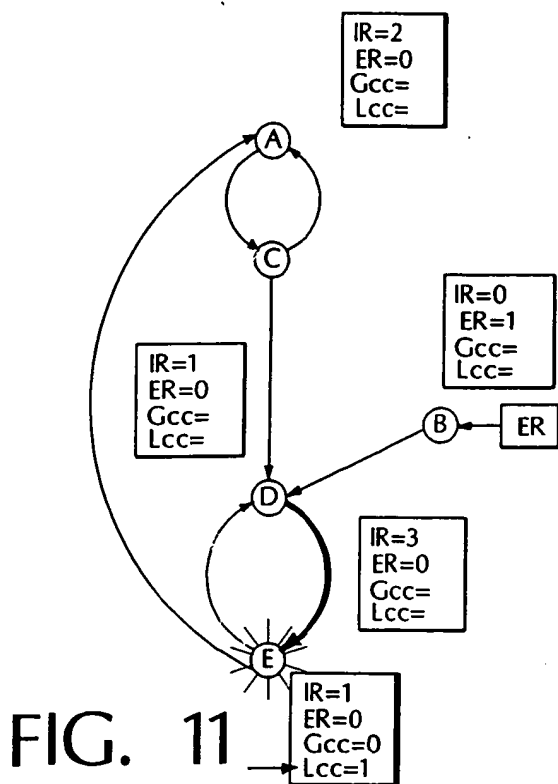 IR=2
ER=0
Gcc=
Lcc=
A
C
IR=0
ER=1
Gcc=
Lcc=
IR=1
ER=0
Gcc=
Lcc=
B
ER
D
IR=3
ER=0
Gcc=
Lcc=
E
IR=1
ER=0
Gcc=0
Lcc=1
FIG. 11